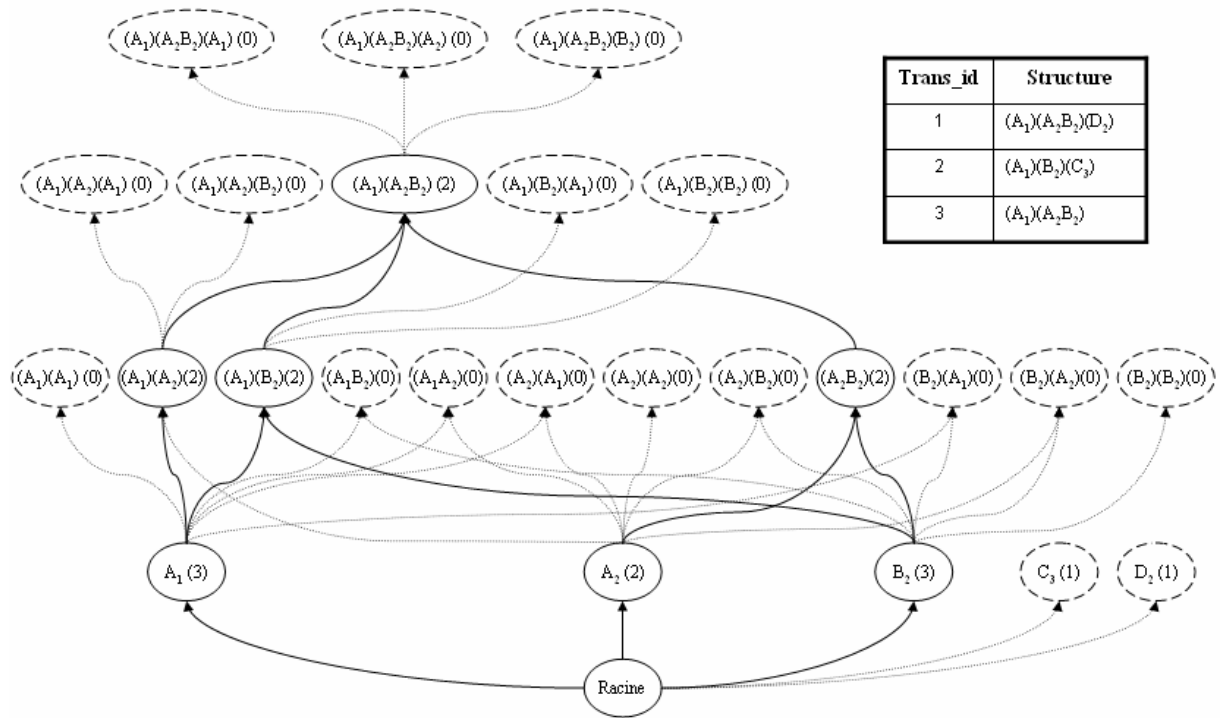 (A₁)(A₂B₂)(A₁) (0) (A₁)(A₂B₂)(A₂) (0) (A₁)(A₂B₂)(B₂) (0)
Trans_id Structure
1 (A₁)(A₂B₂)(D₂)
2 (A₁)(B₂)(C₃)
3 (A₁)(A₂B₂)
(A₁)(A₂)(A₁) (0) (A₁)(A₂)(B₂) (0) (A₁)(A₂B₂) (2) (A₁)(B₂)(A₁) (0) (A₁)(B₂)(B₂) (0)
(A₁)(A₁) (0) (A₁)(A₂)(2) (A₁)(B₂)(2) (A₁B₂)(0) (A₁A₂)(0) (A₂)(A₁)(0) (A₂)(A₂)(0) (A₂)(B₂)(0) (A₂B₂)(2) (B₂)(A₁)(0) (B₂)(A₂)(0) (B₂)(B₂)(0)
A₁ (3) A₂ (2) B₂ (3) C₃ (1) D₂ (1)
Racine